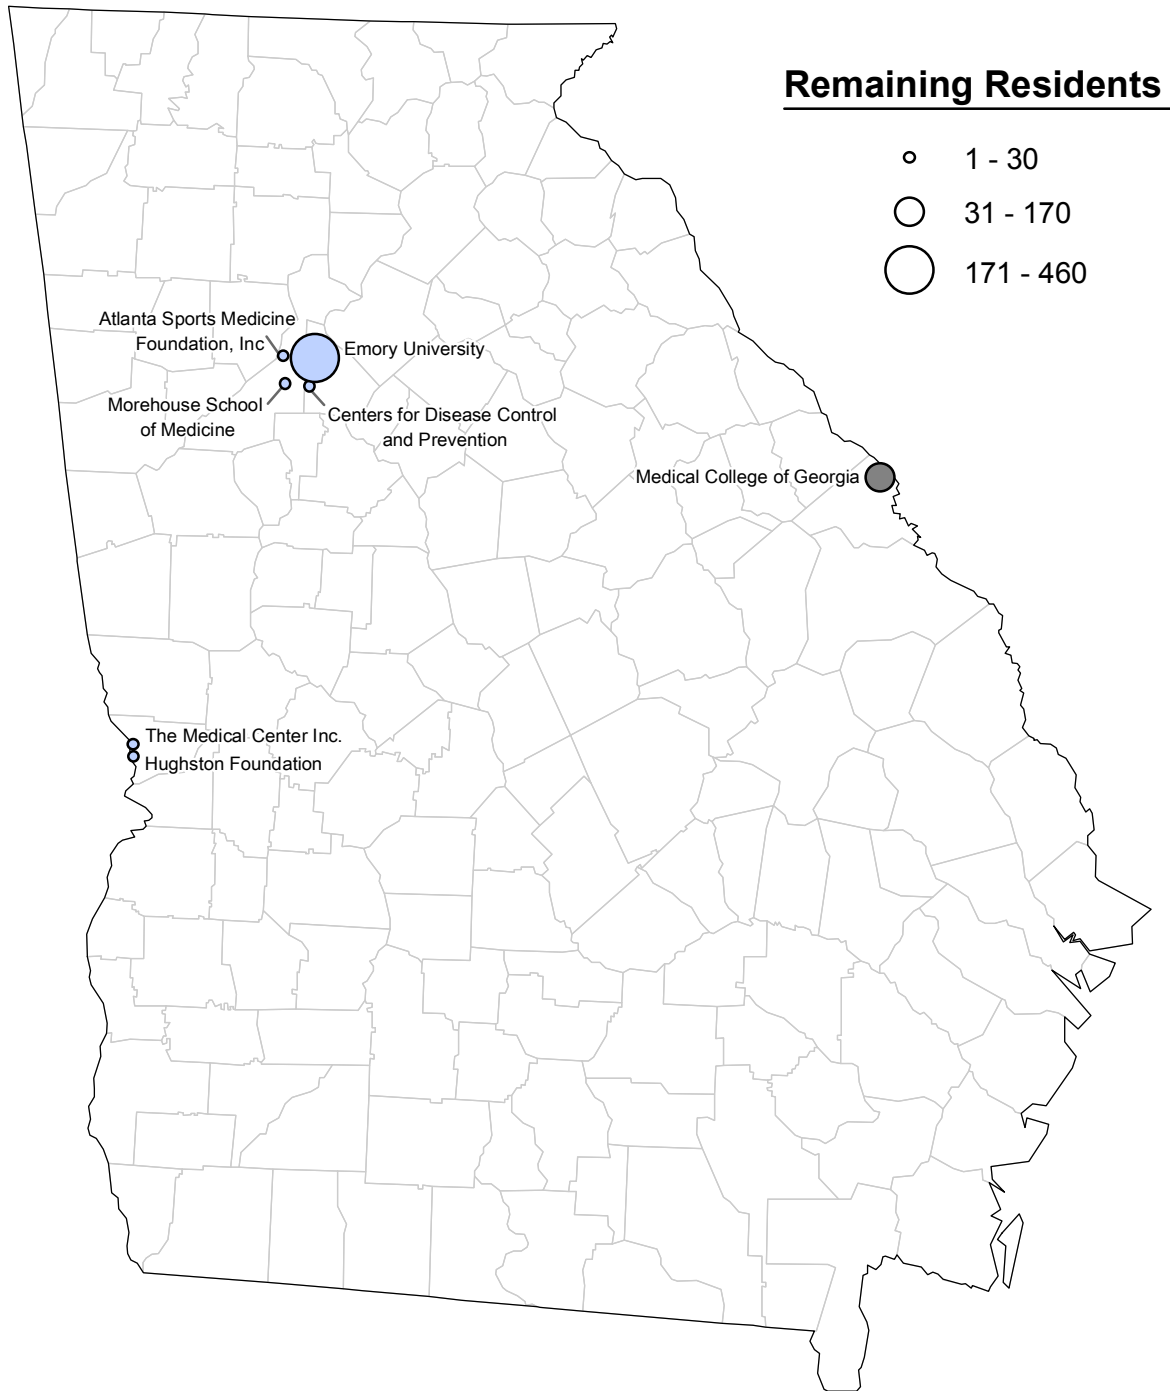 Remaining Residents
1 - 30
31 - 170
171 - 460
Atlanta Sports Medicine
Foundation, Inc
Emory University
Morehouse School
of Medicine
Centers for Disease Control
and Prevention
Medical College of Georgia
The Medical Center Inc.
Hughston Foundation